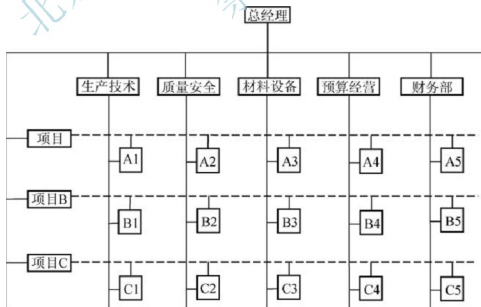 总经理
生产技术 质量安全 材料设备 预算经营 财务部
项目
A1 A2 A3 A4 A5
项目B
B1 B2 B3 B4 B5
项目C
C1 C2 C3 C4 C5